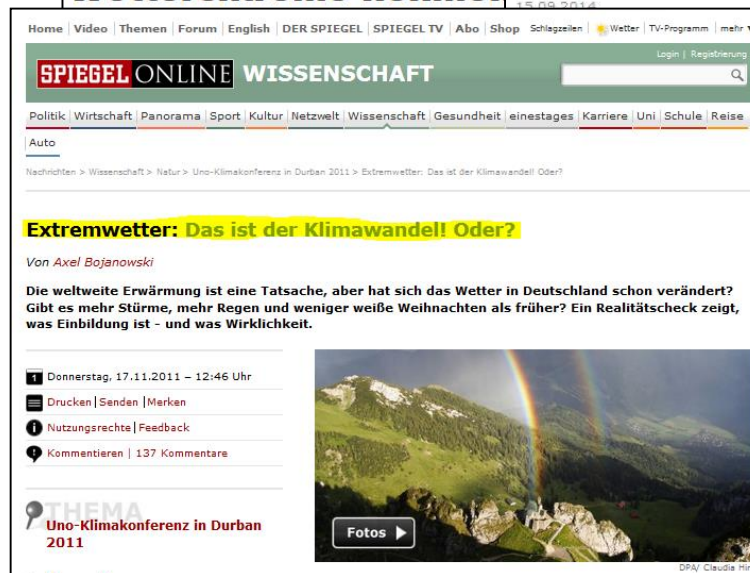 15.09.2014
Home | Video | Themen | Forum | English | DER SPIEGEL | SPIEGEL TV | Abo | Shop Schlagzeilen | Wetter | TV-Programm | mehr ▼
Login | Registrierung
SPIEGEL ONLINE WISSENSCHAFT
Politik | Wirtschaft | Panorama | Sport | Kultur | Netzwelt | Wissenschaft | Gesundheit | einestages | Karriere | Uni | Schule | Reise
Auto
Nachrichten > Wissenschaft > Natur > Uno-Klimakonferenz in Durban 2011 > Extremwetter: Das ist der Klimawandel! Oder?
Extremwetter: Das ist der Klimawandel! Oder?
Von Axel Bojanowski
Die weltweite Erwärmung ist eine Tatsache, aber hat sich das Wetter in Deutschland schon verändert?
Gibt es mehr Stürme, mehr Regen und weniger weiße Weihnachten als früher? Ein Realitätscheck zeigt,
was Einbildung ist - und was Wirklichkeit.
1 Donnerstag, 17.11.2011 – 12:46 Uhr
Drucken | Senden | Merken
Nutzungsrechte | Feedback
Kommentieren | 137 Kommentare
THEMA
Uno-Klimakonferenz in Durban
2011
Fotos
DPA/ Claudia Hin